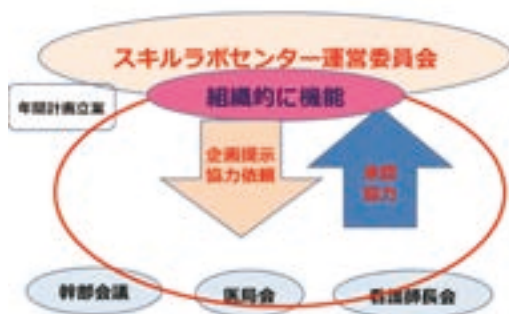 スキルラボセンター運営委員会
組織的に機能
年間計画立案
企画提示
協力依頼
承認
協力
幹部会議
医局会
看護師長会